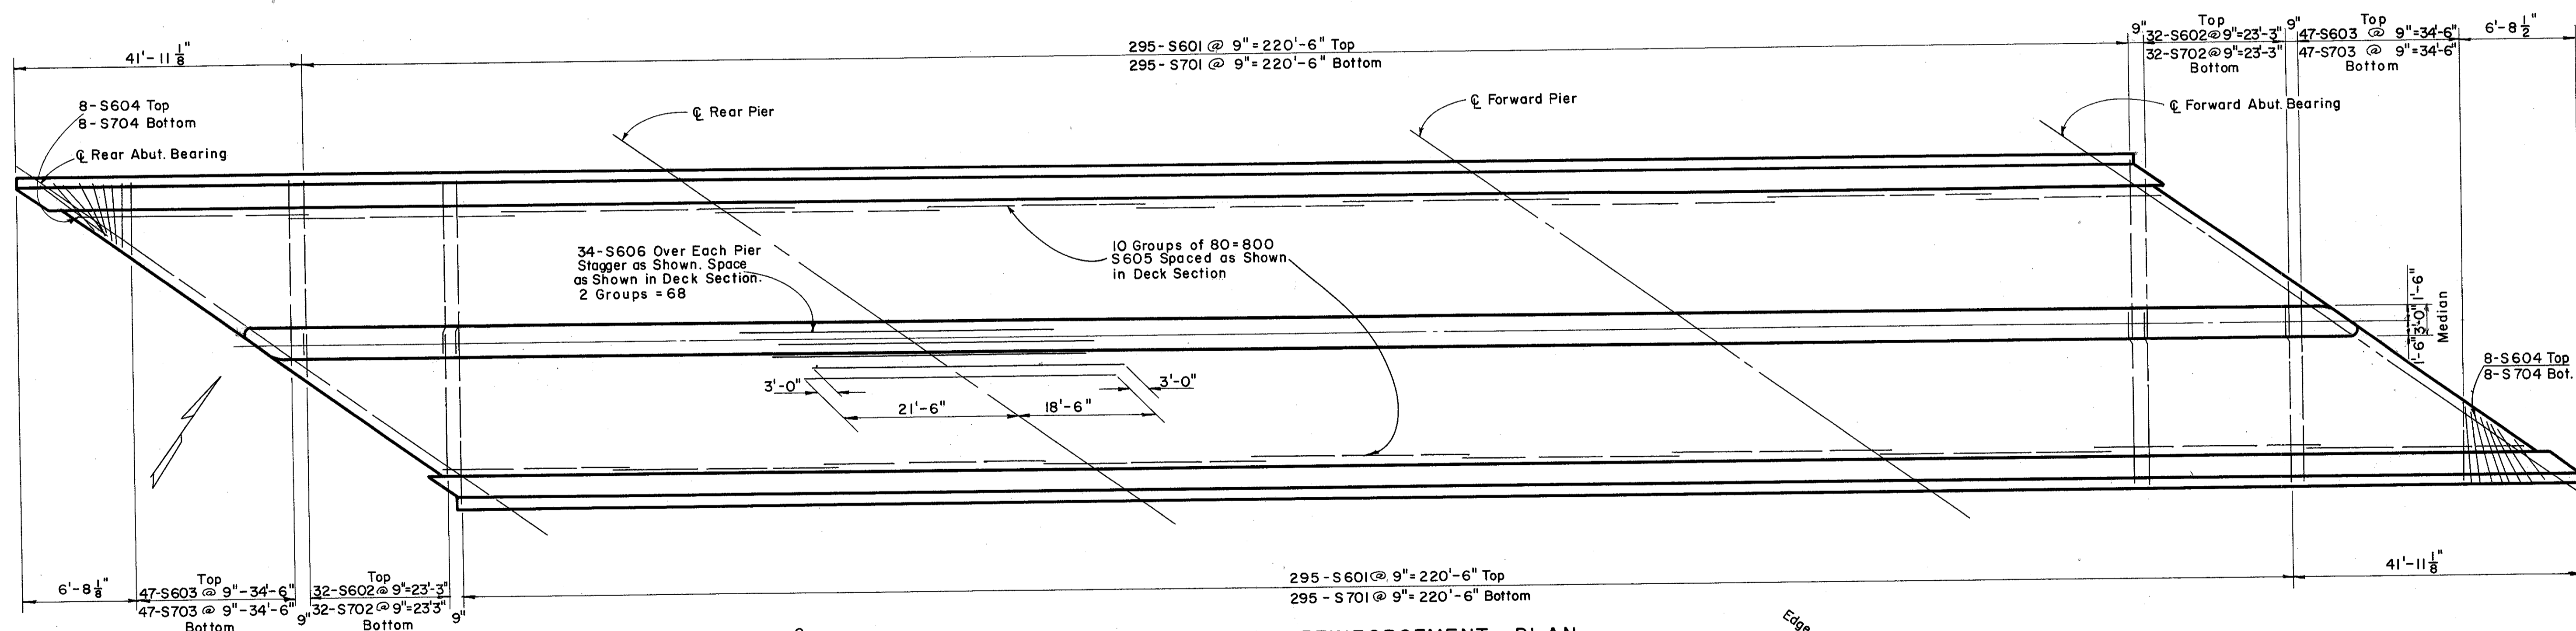 41'-11 1/8"
295-S601 @ 9"=220'-6" Top
295-S701 @ 9"=220'-6" Bottom
9"
Top
32-S602@9"=23'-3"
32-S702@9"=23'-3"
Bottom
9"
Top
47-S603 @ 9"=34'-6"
47-S703 @ 9"=34'-6"
Bottom
6'-8 1/2"
8-S604 Top
8-S704 Bottom
℄ Rear Abut. Bearing
℄ Rear Pier
℄ Forward Pier
℄ Forward Abut. Bearing
34-S606 Over Each Pier
Stagger as Shown. Space
as Shown in Deck Section.
2 Groups = 68
10 Groups of 80=800
S605 Spaced as Shown
in Deck Section
1'-6"
3'-0"
1'-6"
Median
8-S604 Top
8-S704 Bot.
3'-0"
3'-0"
21'-6"
18'-6"
6'-8 1/8"
Top
47-S603 @ 9"-34'-6"
47-S703 @ 9"-34'-6"
Bottom
9"
Top
32-S602@ 9"=23'-3"
32-S702@9"=23'3"
Bottom
9"
295-S601@ 9"=220'-6" Top
295-S701 @ 9"=220'-6" Bottom
41'-11 1/8"
REINFORCEMENT PLAN
Edge